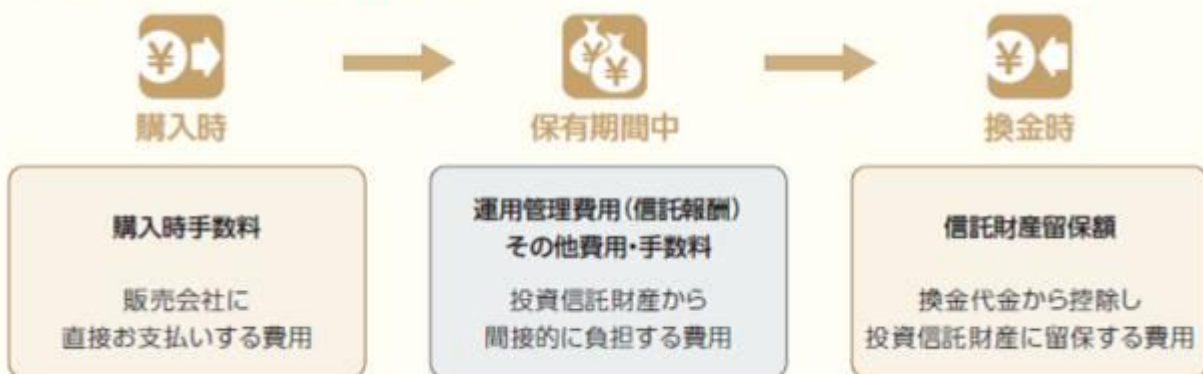 ¥
¥
¥
¥
購入時
保有期間中
換金時
購入時手数料
販売会社に
直接お支払いする費用
運用管理費用(信託報酬)
その他費用・手数料
投資信託財産から
間接的に負担する費用
信託財産留保額
換金代金から控除し
投資信託財産に留保する費用